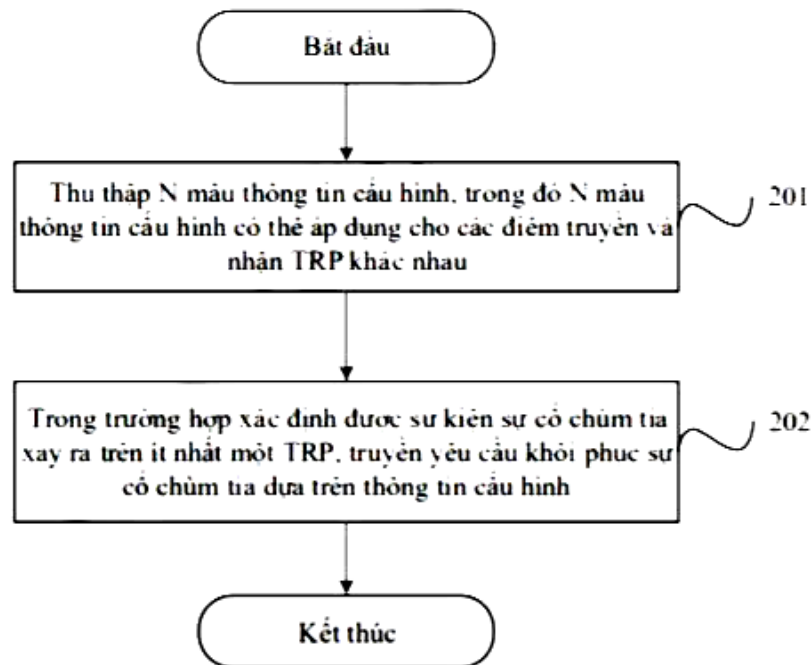 Bắt đầu
Thu thập N mẫu thông tin cấu hình, trong đó N mẫu
thông tin cấu hình có thể áp dụng cho các điểm truyền và
nhận TRP khác nhau
201
Trong trường hợp xác định được sự kiện sự cố chùm tia
xảy ra trên ít nhất một TRP, truyền yêu cầu khôi phục sự
cố chùm tia dựa trên thông tin cấu hình
202
Kết thúc